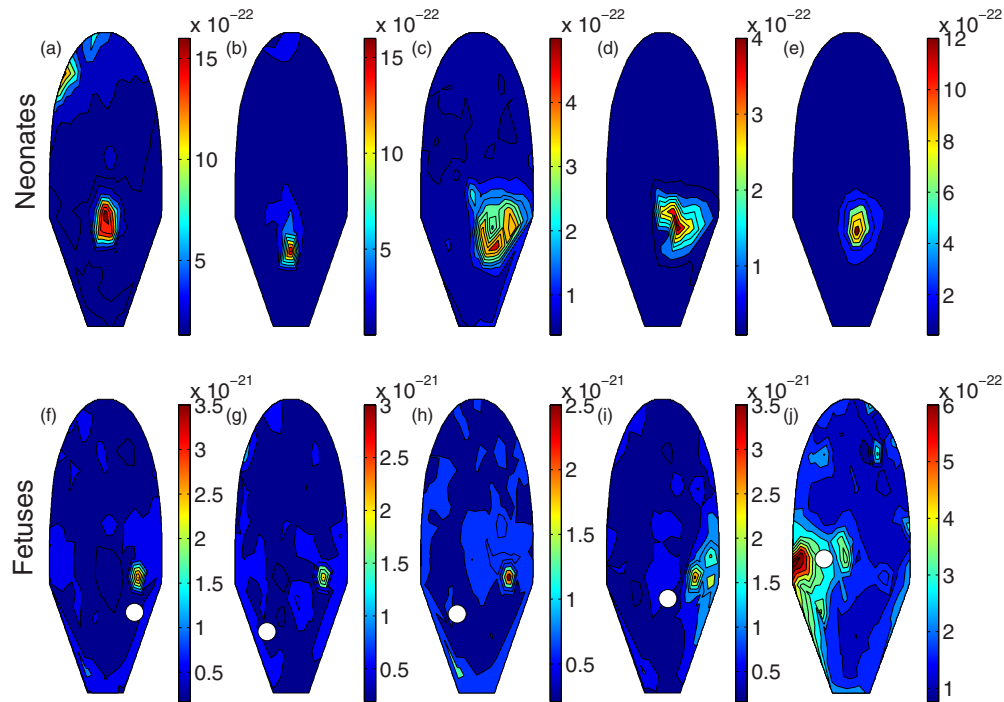 x 10⁻²² x 10⁻²² x 10⁻²² x 10⁻²²
(a) (b) (c) (d) (e)
Neonates
15 10 5
15 10 5
4 3 2 1
4 3 2 1
12 10 8 6 4 2
x 10⁻²¹ x 10⁻²¹ x 10⁻²¹ x 10⁻²¹ x 10⁻²²
(f) (g) (h) (i) (j)
Fetuses
3.5 3 2.5 2 1.5 1 0.5
3 2.5 2 1.5 1 0.5
2.5 2 1.5 1 0.5
3.5 3 2.5 2 1.5 1 0.5
6 5 4 3 2 1